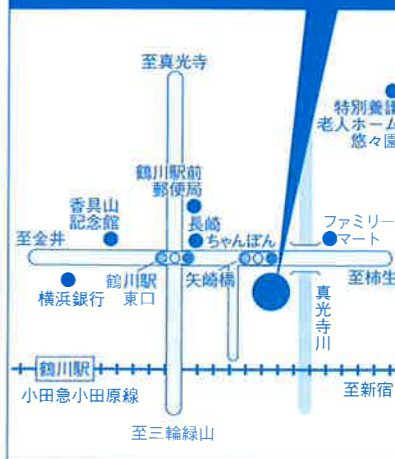 至真光寺
特別養護
老人ホーム
悠々園
鶴川駅前
郵便局
香具山
記念館
長崎
ちゃんぽん
ファミリー
マート
至金井
鶴川駅
東口
矢崎橋
至柿生
横浜銀行
真光寺川
鶴川駅
小田急小田原線
至新宿
至三輪緑山